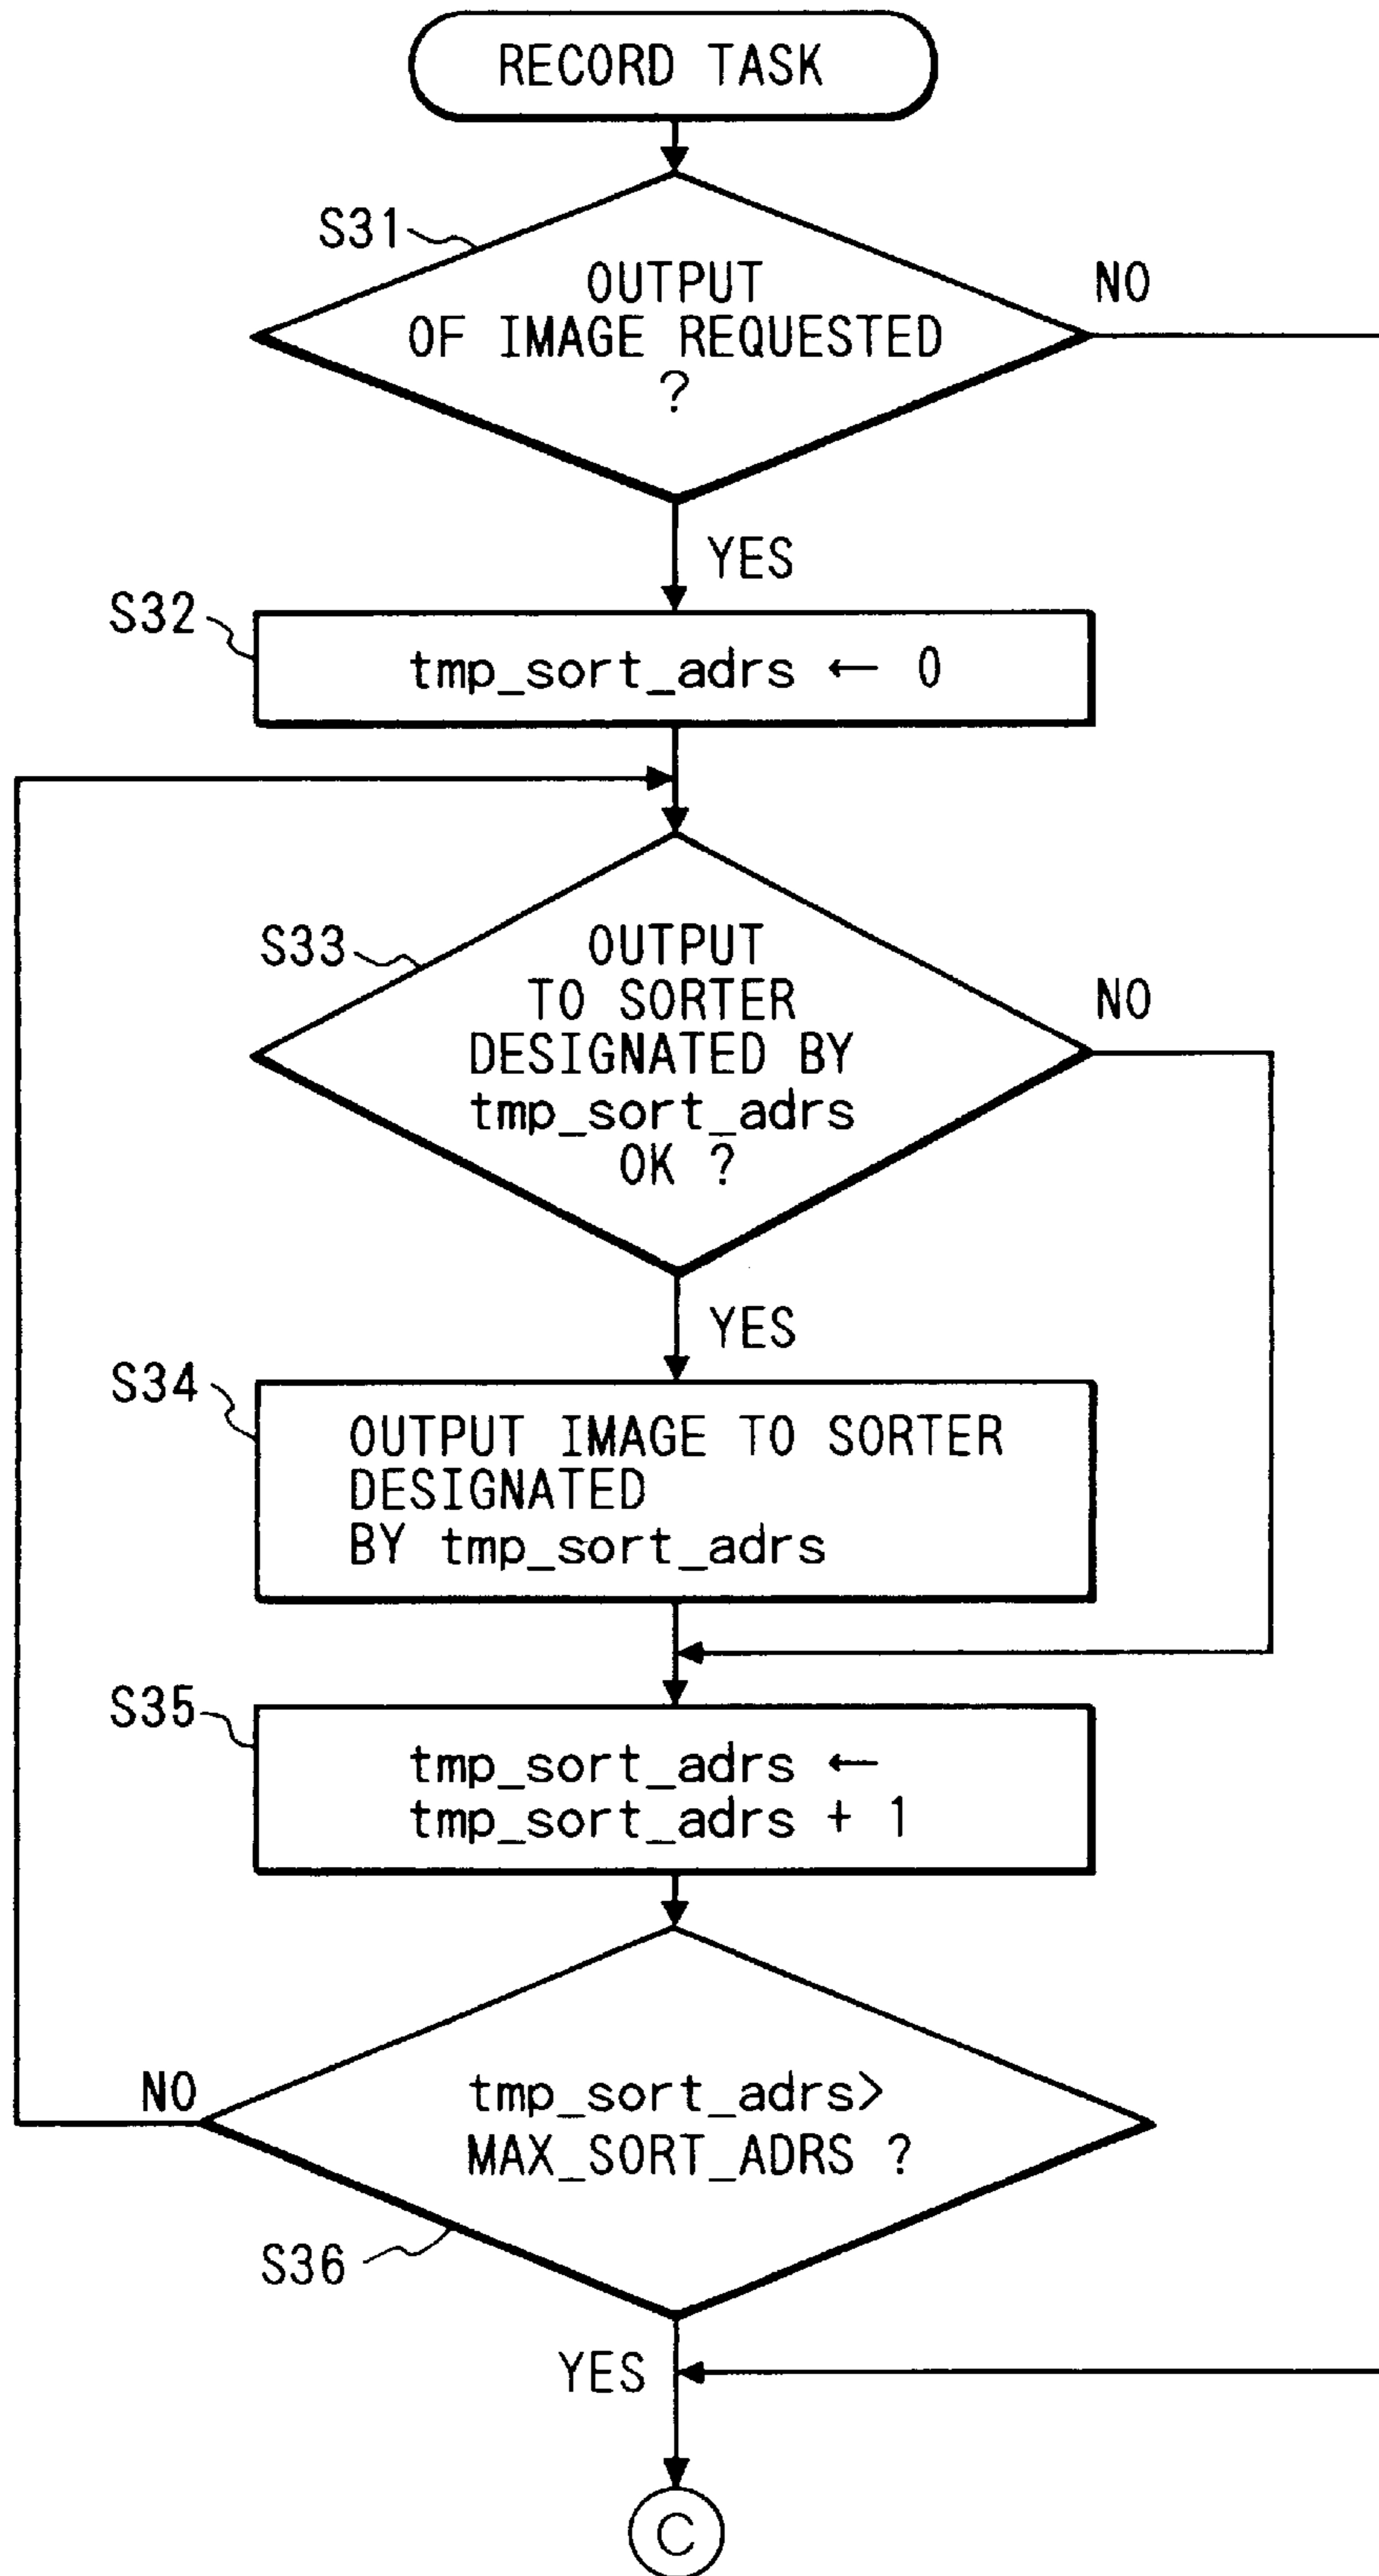 RECORD TASK
S31
OUTPUT
OF IMAGE REQUESTED
?
NO
YES
S32
tmp_sort_adrs ← 0
S33
OUTPUT
TO SORTER
DESIGNATED BY
tmp_sort_adrs
OK ?
NO
YES
S34
OUTPUT IMAGE TO SORTER
DESIGNATED
BY tmp_sort_adrs
S35
tmp_sort_adrs ←
tmp_sort_adrs + 1
NO
tmp_sort_adrs>
MAX_SORT_ADRS ?
S36
YES
C